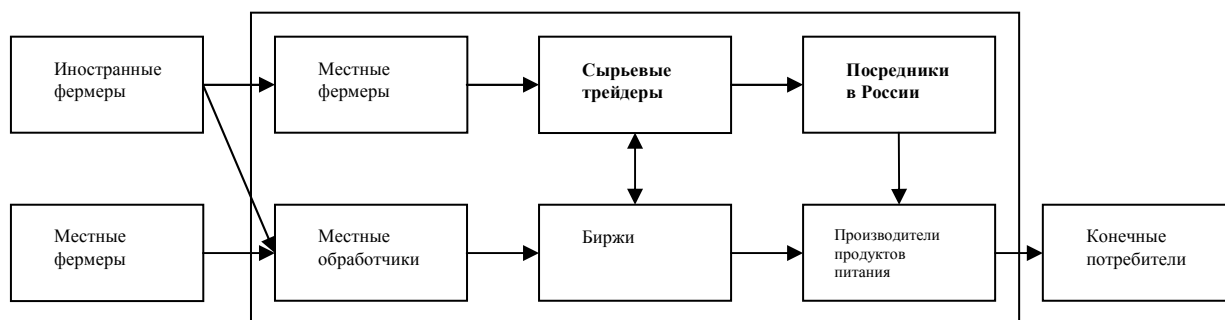 Иностранные
фермеры
Местные
фермеры
Сырьевые
трейдеры
Посредники
в России
Местные
фермеры
Местные
обработчики
Биржи
Производители
продуктов
питания
Конечные
потребители